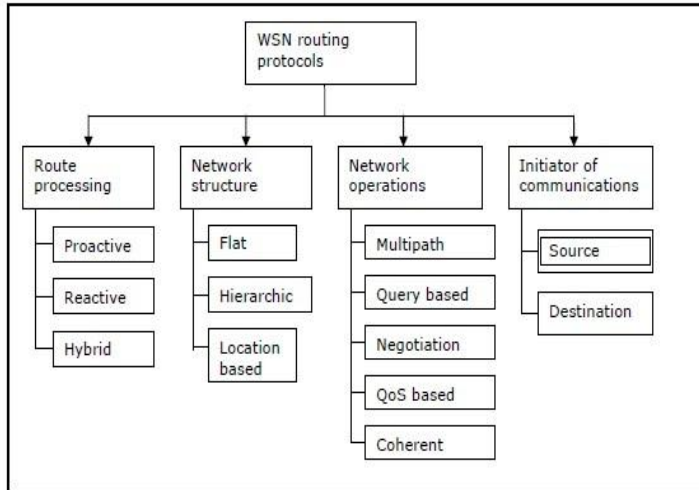 WSN routing
protocols
Route
processing
Proactive
Reactive
Hybrid
Network
structure
Flat
Hierarchic
Location
based
Network
operations
Multipath
Query based
Negotiation
QoS based
Coherent
Initiator of
communications
Source
Destination